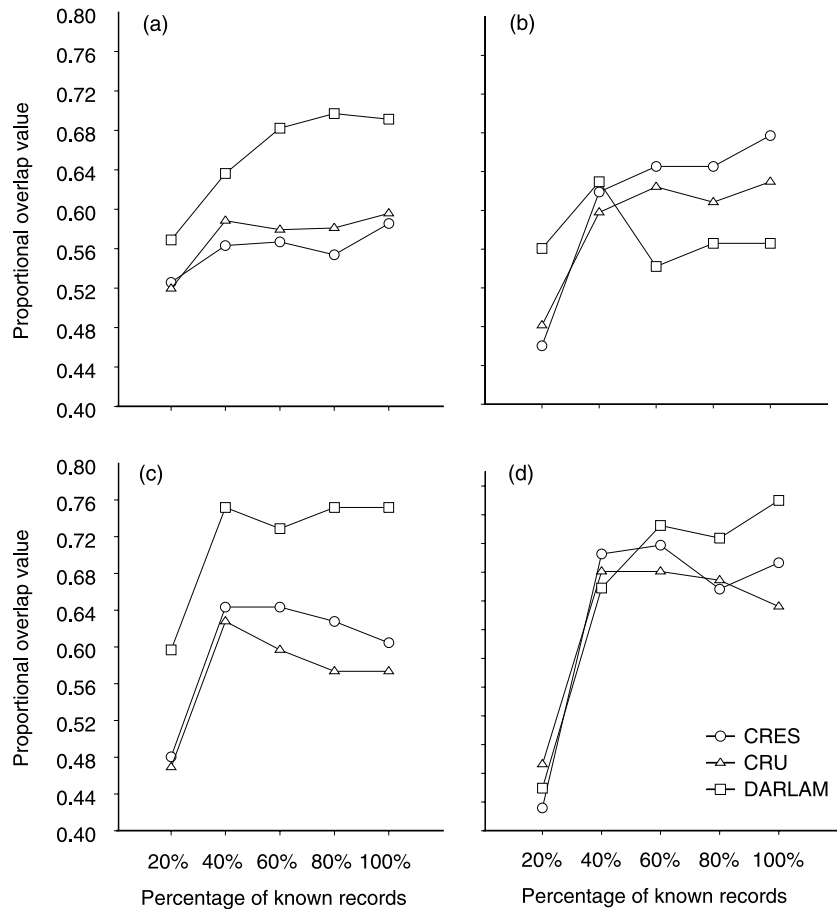 (a)
(b)
0.80
0.76
0.72
0.68
0.64
0.60
0.56
0.52
0.48
0.44
0.40
Proportional overlap value
(c)
(d)
0.80
0.76
0.72
0.68
0.64
0.60
0.56
0.52
0.48
0.44
0.40
Proportional overlap value
CRES
CRU
DARLAM
20% 40% 60% 80% 100%
20% 40% 60% 80% 100%
Percentage of known records
Percentage of known records